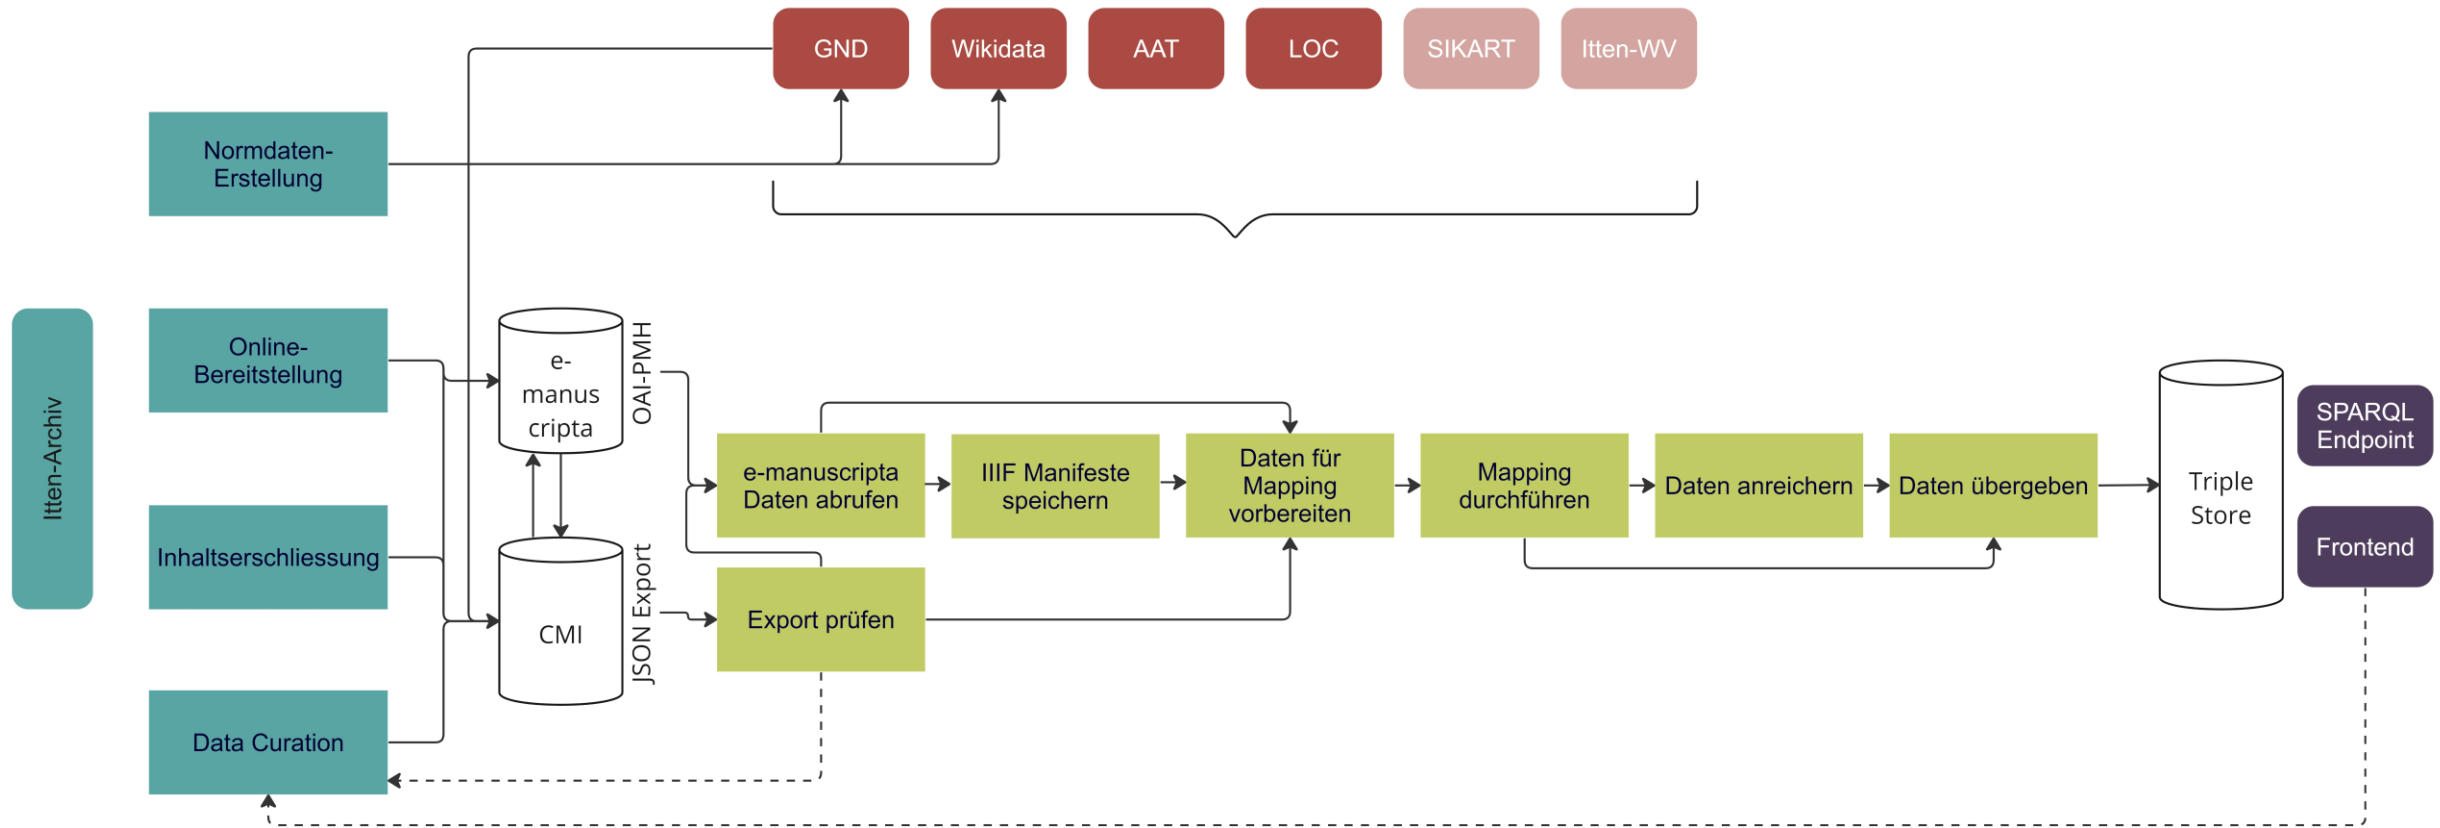 GND
Wikidata
AAT
LOC
SIKART
Itten-WV
Normdaten-
Erstellung
Itten-Archiv
Online-
Bereitstellung
Inhaltserschliessung
Data Curation
e-
manus
cripta
OAI-PMH
CMI
JSON Export
e-manuscripta
Daten abrufen
IIIF Manifeste
speichern
Daten für
Mapping
vorbereiten
Mapping
durchführen
Daten anreichern
Daten übergeben
Export prüfen
Triple
Store
SPARQL
Endpoint
Frontend